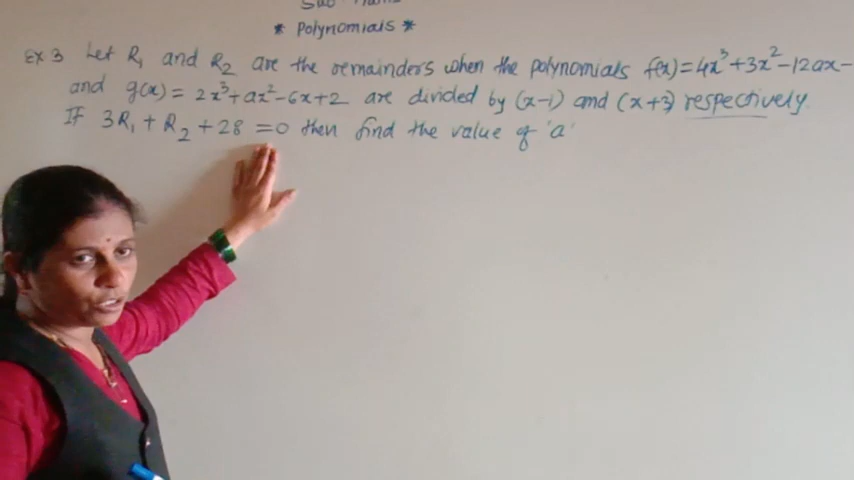 * Polynomials *
Ex 3 Let R₁ and R₂ are the remainders when the polynomials f(x)=4x³+3x²-12ax-
and g(x)= 2x³+ax²-6x+2 are divided by (x-1) and (x+3) respectively.
If 3R₁ + R₂ + 28 =0 then find the value of 'a'